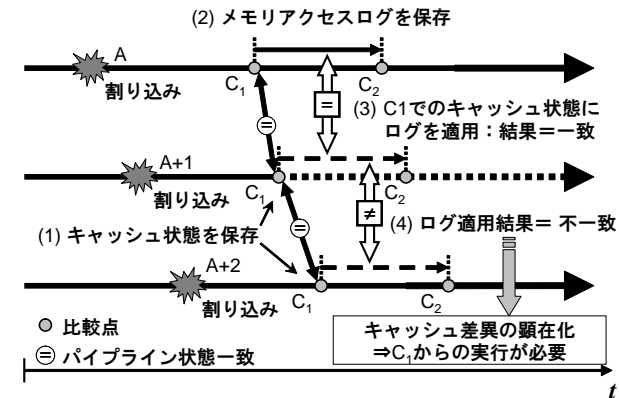 (2) メモリアクセスログを保存
A
割り込み
C1
C2
=
(3) C1でのキャッシュ状態に
ログを適用：結果＝一致
=
A+1
割り込み
C1
C2
(1) キャッシュ状態を保存
=
≠
(4) ログ適用結果＝ 不一致
A+2
割り込み
C1
C2
比較点
= パイプライン状態一致
キャッシュ差異の顕在化
⇒C1からの実行が必要
t